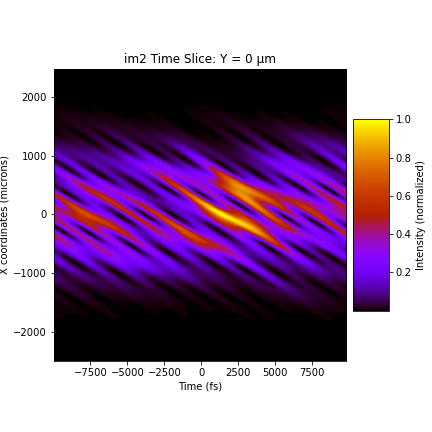 im2 Time Slice: Y = 0 μm
2000
1000
0
−1000
−2000
X coordinates (microns)
−7500 −5000 −2500 0 2500 5000 7500
Time (fs)
1.0
0.8
0.6
0.4
0.2
Intensity (normalized)